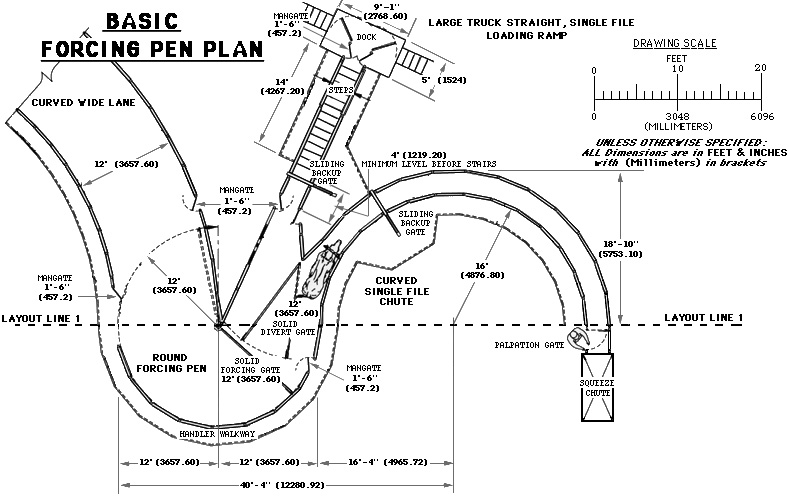 BASIC
FORCING PEN PLAN
MANGATE
1'-6"
(457.2)
9'-1"
(2768.60)
DOCK
LARGE TRUCK STRAIGHT, SINGLE FILE
LOADING RAMP
DRAWING SCALE
FEET
0 10 20
0 3048 6096
(MILLIMETERS)
UNLESS OTHERWISE SPECIFIED:
ALL Dimensions are in FEET & INCHES
with (Millimeters) in brackets
5' (1524)
14'
(4267.20)
STEPS
CURVED WIDE LANE
12' (3657.60)
4' (1219.20)
MINIMUM LEVEL BEFORE STAIRS
SLIDING
BACKUP
GATE
MANGATE
1'-6"
(457.2)
SLIDING
BACKUP
GATE
18'-10"
(5753.10)
16'
(4876.80)
12'
(3657.60)
MANGATE
1'-6"
(457.2)
CURVED
SINGLE FILE
CHUTE
12'
(3657.60)
SOLID
DIVERT GATE
LAYOUT LINE 1
LAYOUT LINE 1
PALPATION GATE
ROUND
FORCING PEN
SOLID
FORCING GATE
12' (3657.60)
MANGATE
1'-6"
(457.2)
SQUEEZE
CHUTE
HANDLER WALKWAY
12' (3657.60)
12' (3657.60)
16'-4" (4965.72)
40'-4" (12280.92)